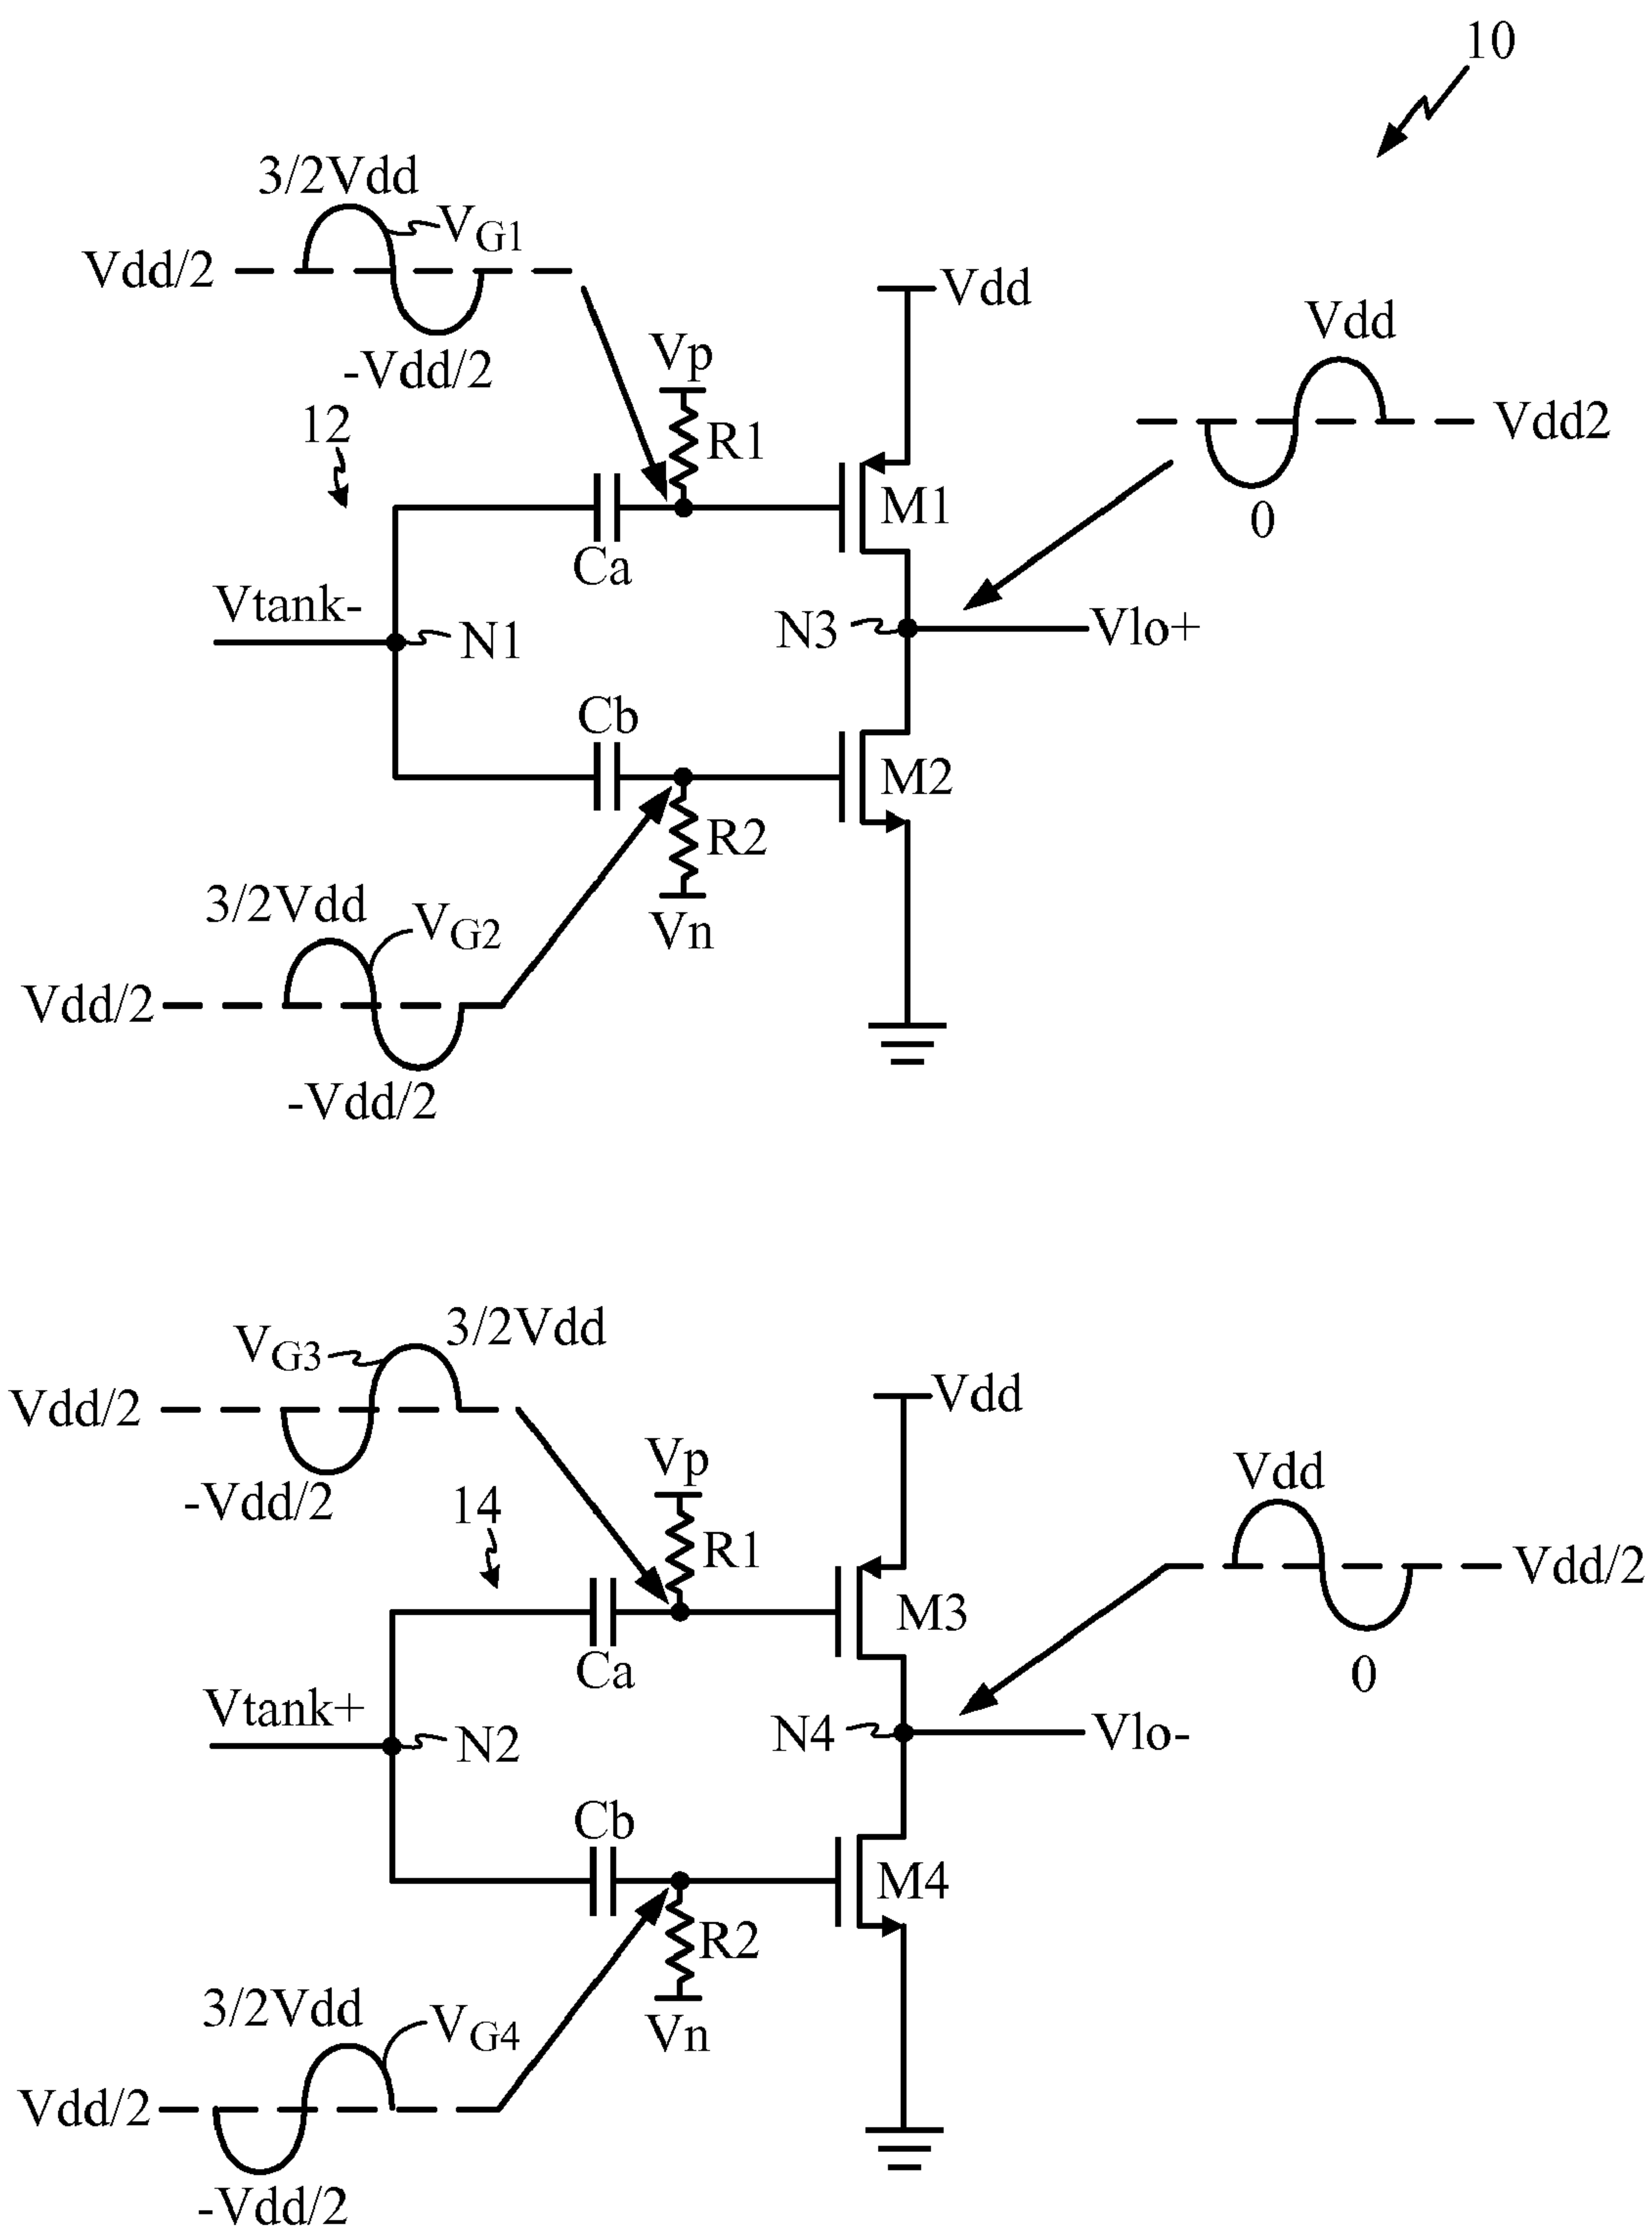 10
3/2Vdd
VG1
Vdd/2
-Vdd/2
Vdd
Vp
R1
12
Vdd
Vdd2
0
M1
Ca
Vtank-
N1
N3
Vlo+
Cb
M2
R2
Vn
3/2Vdd
VG2
Vdd/2
-Vdd/2
VG3
3/2Vdd
Vdd/2
-Vdd/2
Vdd
Vp
R1
14
Vdd
Vdd/2
0
M3
Ca
Vtank+
N2
N4
Vlo-
Cb
M4
R2
Vn
3/2Vdd
VG4
Vdd/2
-Vdd/2